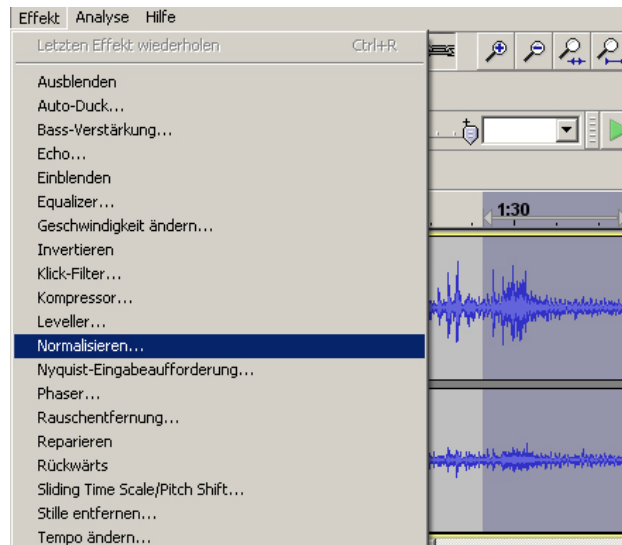 Effekt Analyse Hilfe
Letzten Effekt wiederholen Ctrl+R
Ausblenden
Auto-Duck...
Bass-Verstärkung...
Echo...
Einblenden
Equalizer...
Geschwindigkeit ändern...
1:30
Invertieren
Klick-Filter...
Kompressor...
Leveller...
Normalisieren...
Nyquist-Eingabeaufforderung...
Phaser...
Rauschentfernung...
Reparieren
Rückwärts
Sliding Time Scale/Pitch Shift...
Stille entfernen...
Tempo ändern...